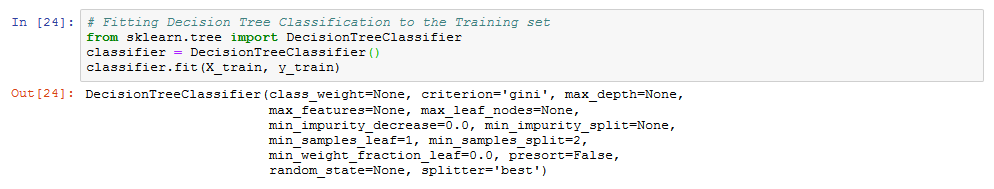 In [24]: # Fitting Decision Tree Classification to the Training set
from sklearn.tree import DecisionTreeClassifier
classifier = DecisionTreeClassifier()
classifier.fit(X_train, y_train)
Out[24]: DecisionTreeClassifier(class_weight=None, criterion='gini', max_depth=None,
max_features=None, max_leaf_nodes=None,
min_impurity_decrease=0.0, min_impurity_split=None,
min_samples_leaf=1, min_samples_split=2,
min_weight_fraction_leaf=0.0, presort=False,
random_state=None, splitter='best')